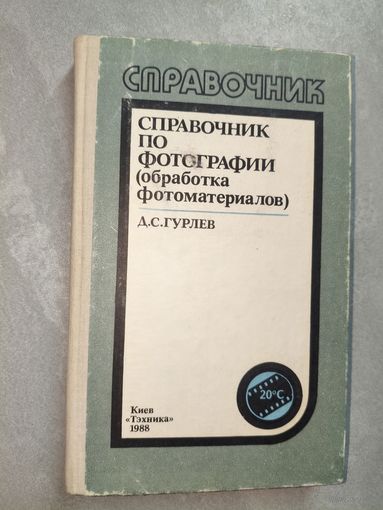 СПРАВОЧНИК
СПРАВОЧНИК
ПО
ФОТОГРАФИИ
(обработка
фотоматериалов)
Д.С.ГУРЛЕВ
20°C
Киев
«Тэхника»
1988